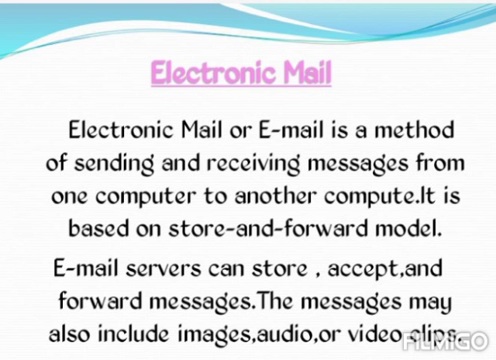 Electronic Mail
Electronic Mail or E-mail is a method
of sending and receiving messages from
one computer to another compute.It is
based on store-and-forward model.
E-mail servers can store , accept,and
forward messages.The messages may
also include images,audio,or video clips.
FILMIGO